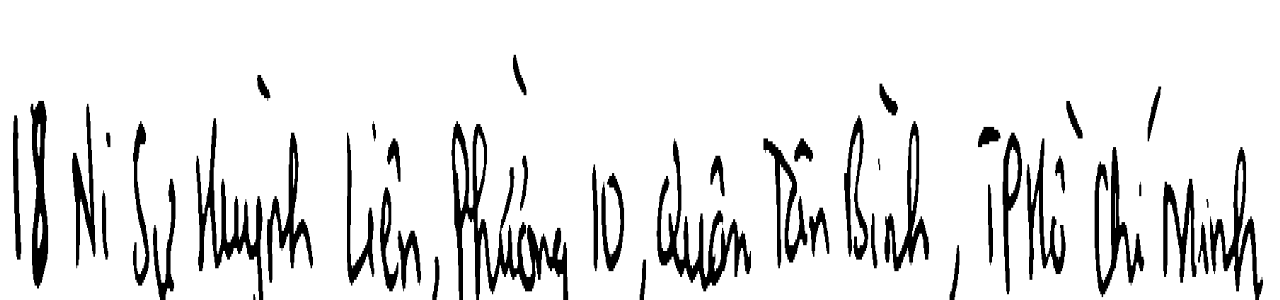 18 Ni Sư Huỳnh Liên, Phường 10, Quận Tân Bình, TP Hồ Chí Minh